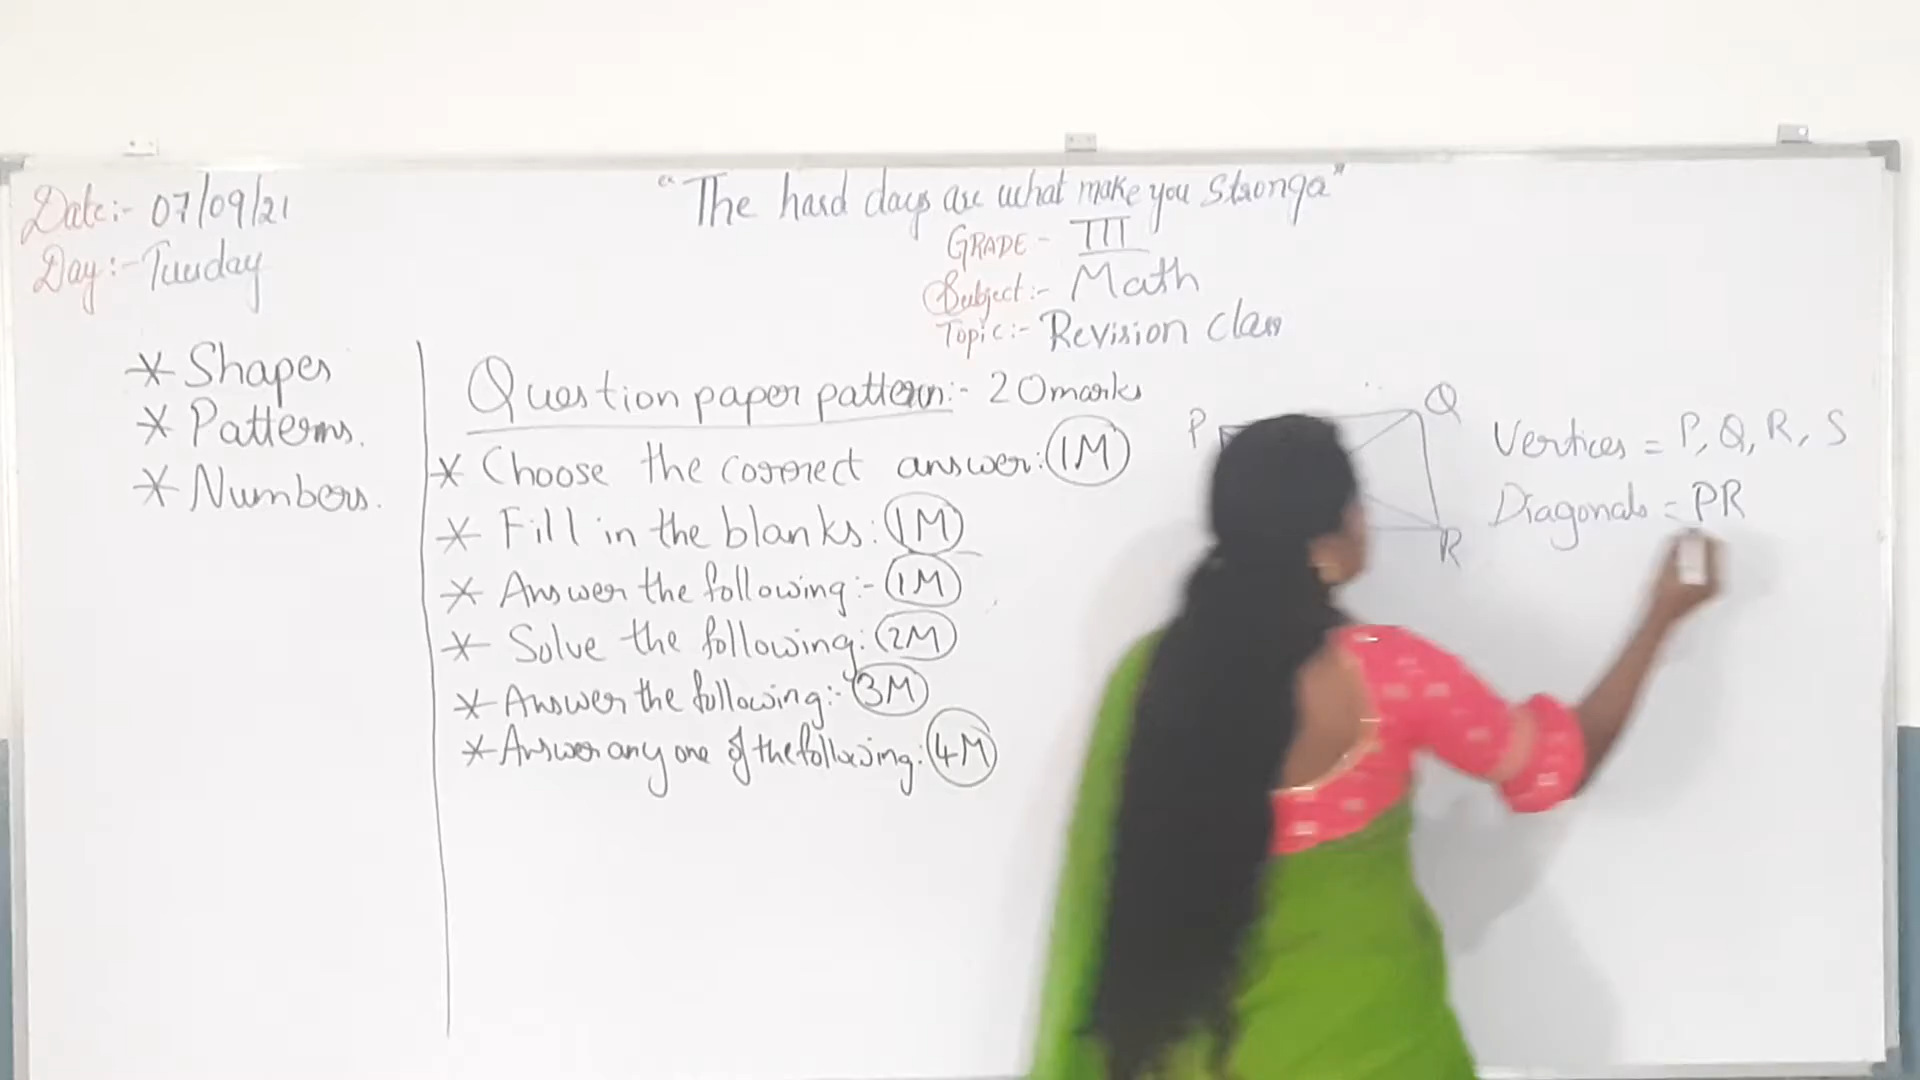 Date:- 07/09/21
Day:- Tuesday
"The hard days are what make you Stronga"
GRADE - III
Subject:- Math
Topic:- Revision class
* Shapes
* Patterns.
* Numbers.
Question paper pattern:- 20 marks
* Choose the correct answer: 1M
* Fill in the blanks: 1M
* Answer the following:- 1M
* Solve the following: 2M
* Answer the following:- 3M
* Answer any one of the following: 4M
P
Q
R
Vertices = P, Q, R, S
Diagonals = PR